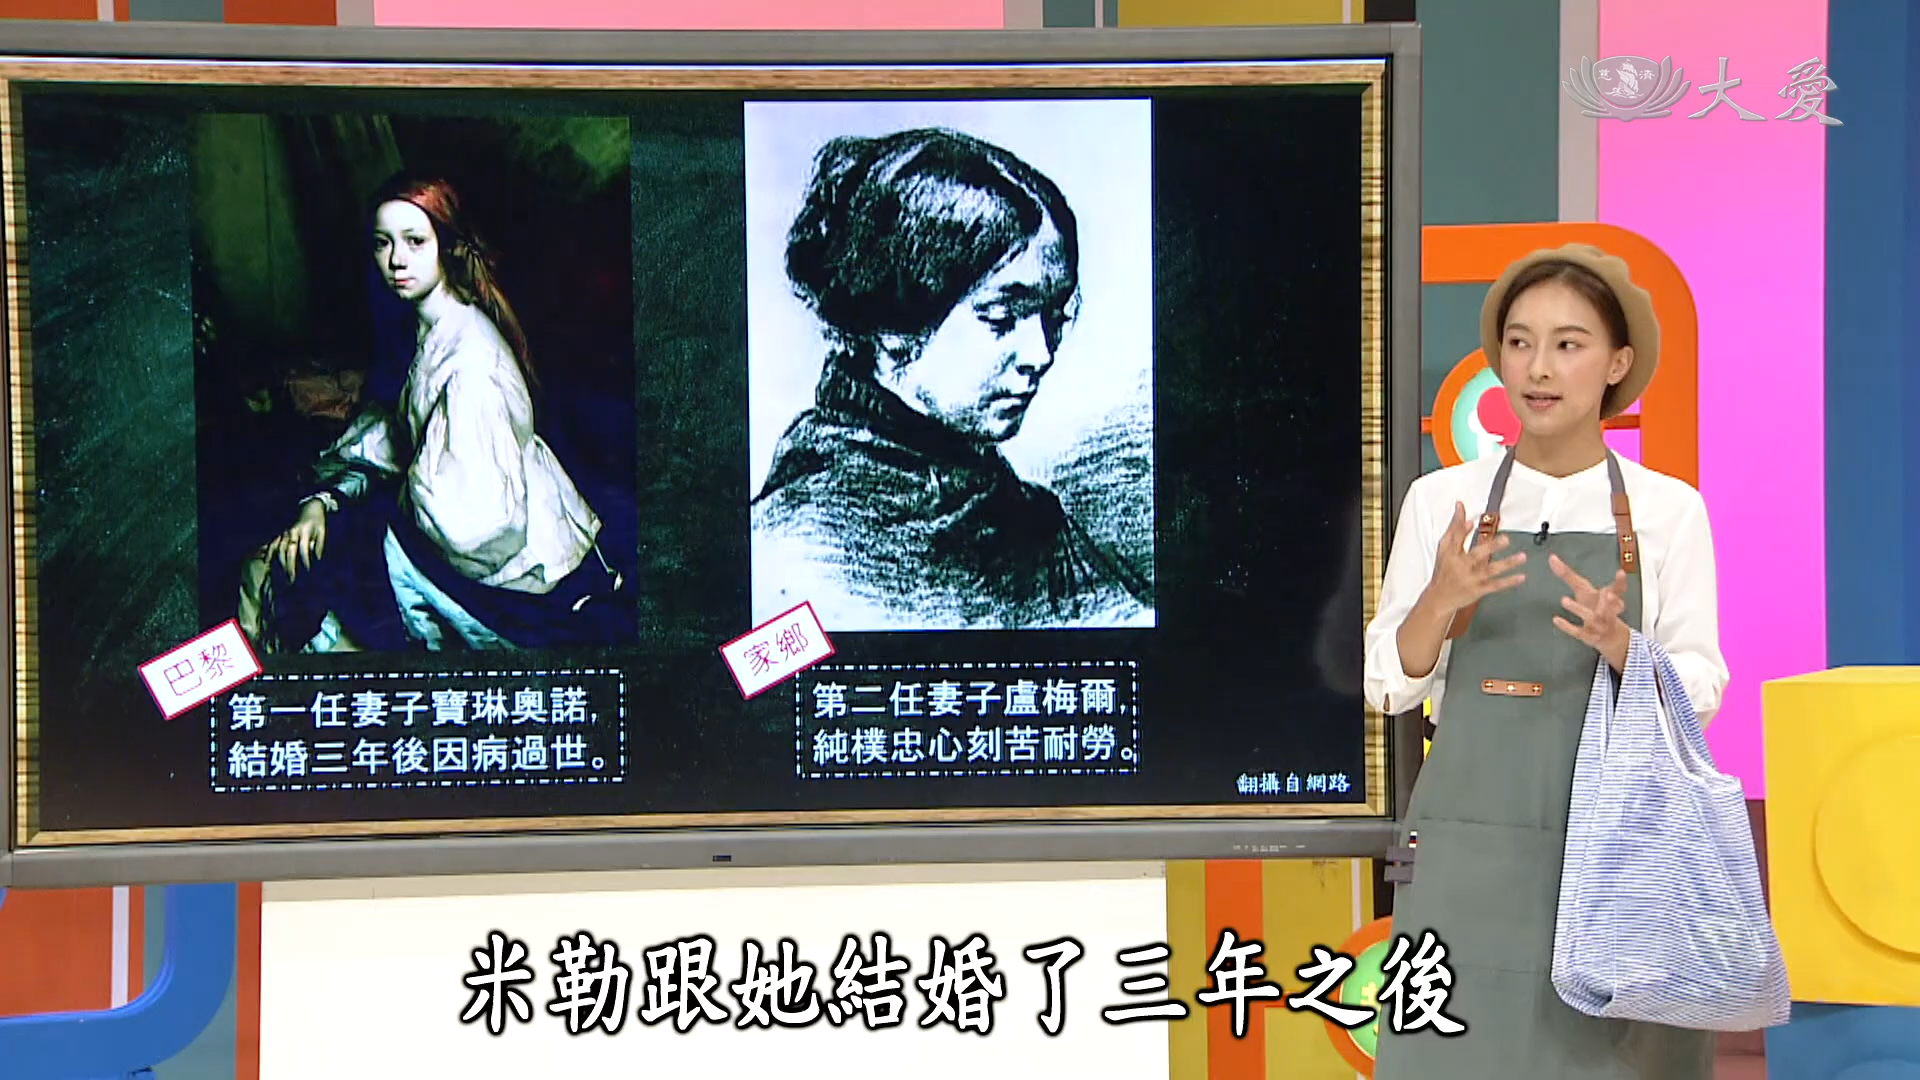 慈濟
大愛
巴黎
第一任妻子寶琳奧諾,
結婚三年後因病過世。
家鄉
第二任妻子盧梅爾,
純樸忠心刻苦耐勞。
翻攝自網路
米勒跟她結婚了三年之後